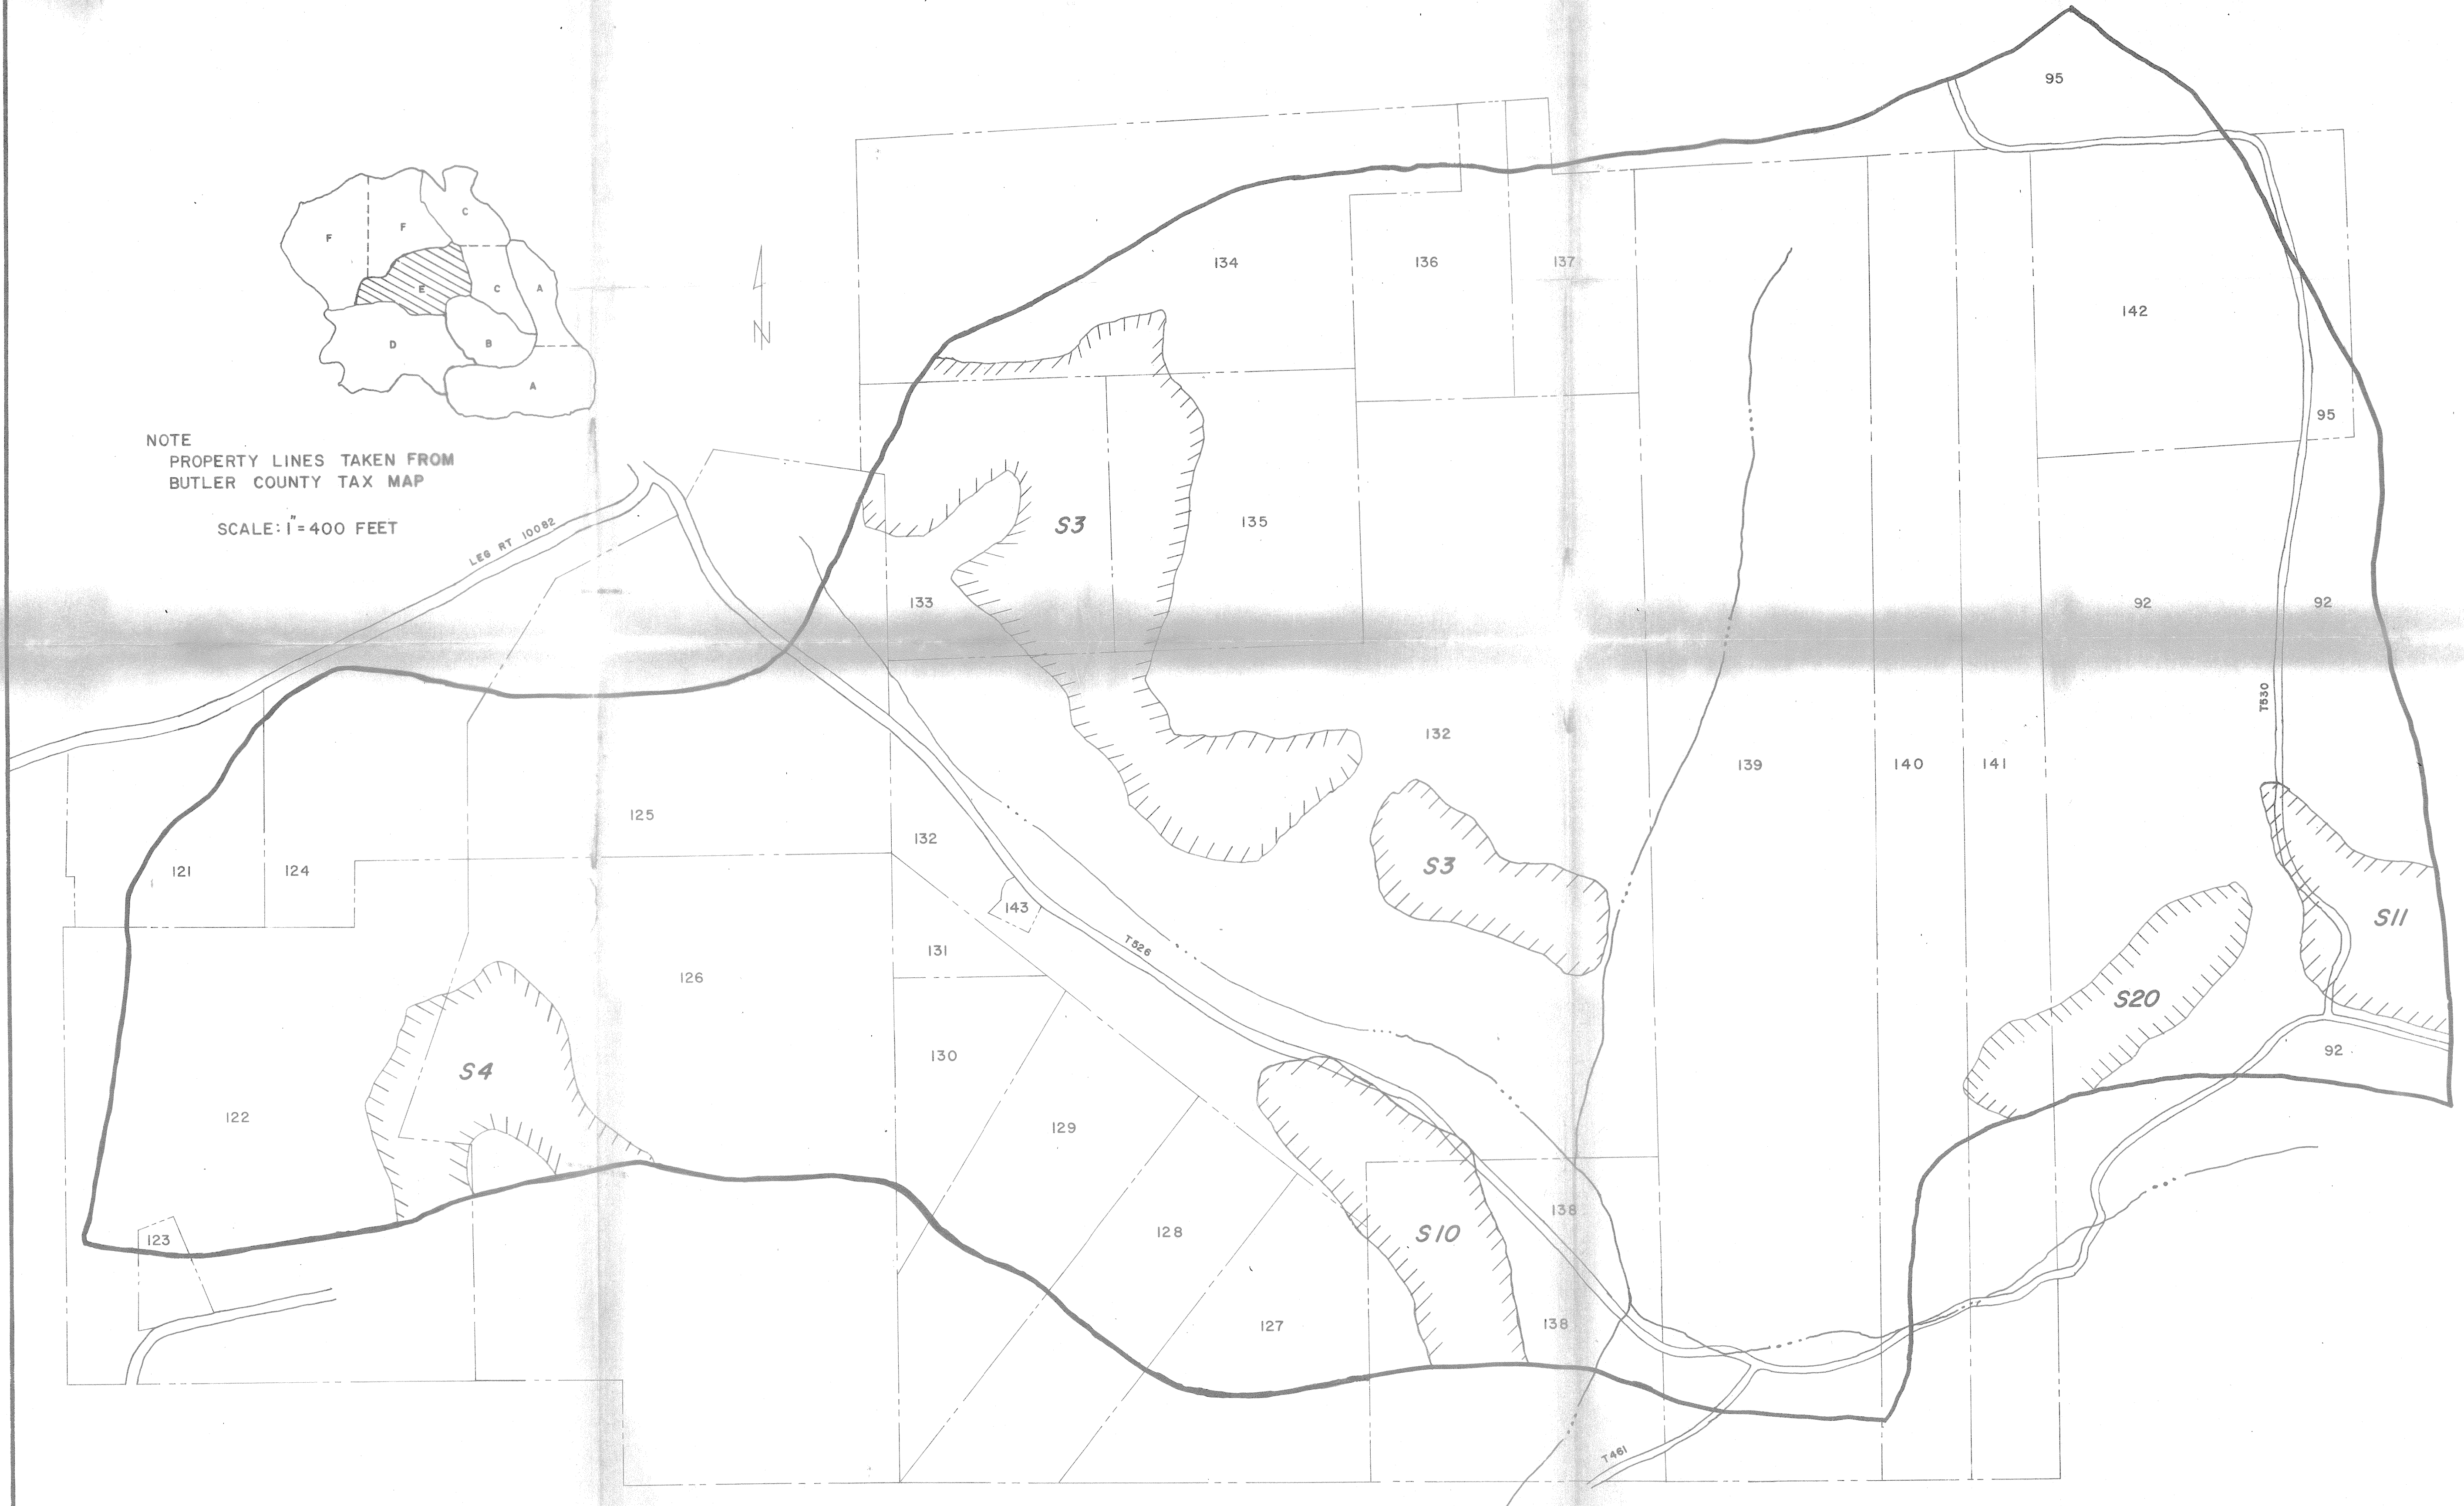 95
F
F
C
E
C
A
D
B
A
N
134
136
137
142
95
NOTE
PROPERTY LINES TAKEN FROM
BUTLER COUNTY TAX MAP
SCALE: 1"=400 FEET
LEG RT 10082
S3
135
133
92
92
T530
132
139
140
141
125
132
S3
121
124
143
S11
131
T526
126
S20
130
92
S4
122
129
138
128
S10
123
127
138
T461